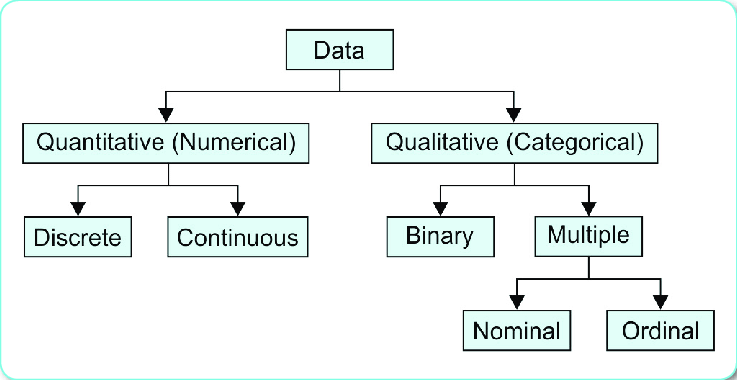 Data
Quantitative (Numerical)
Qualitative (Categorical)
Discrete
Continuous
Binary
Multiple
Nominal
Ordinal